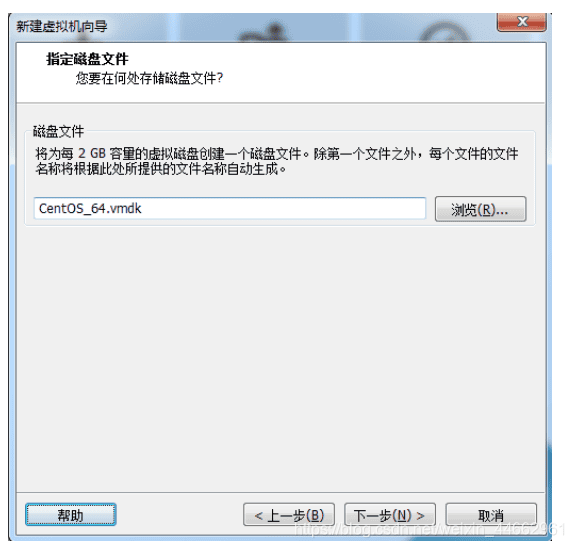 新建虚拟机向导
指定磁盘文件
您要在何处存储磁盘文件?
磁盘文件
将为每 2 GB 容量的虚拟磁盘创建一个磁盘文件。除第一个文件之外，每个文件的文件
名称将根据此处所提供的文件名称自动生成。
CentOS_64.vmdk
浏览(R)...
帮助
< 上一步(B)
下一步(N) >
取消
https://blog.csdn.net/weixin_44662961